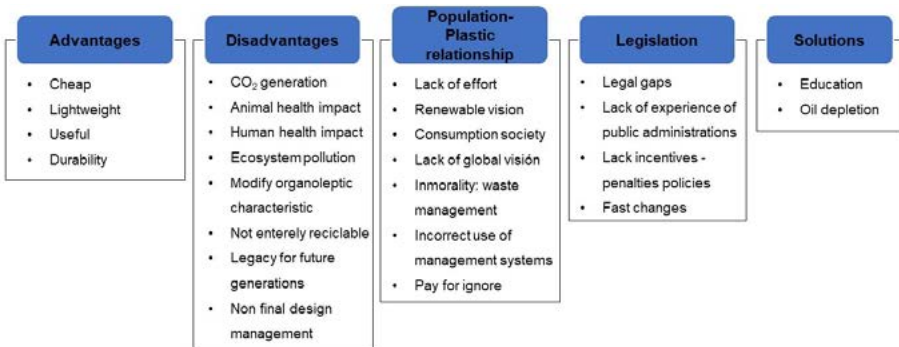 Advantages
• Cheap
• Lightweight
• Useful
• Durability
Disadvantages
• CO₂ generation
• Animal health impact
• Human health impact
• Ecosystem pollution
• Modify organoleptic
characteristic
• Not enterely reciclable
• Legacy for future
generations
• Non final design
management
Population-
Plastic
relationship
• Lack of effort
• Renewable vision
• Consumption society
• Lack of global visión
• Inmorality: waste
management
• Incorrect use of
management systems
• Pay for ignore
Legislation
• Legal gaps
• Lack of experience of
public administrations
• Lack incentives -
penalties policies
• Fast changes
Solutions
• Education
• Oil depletion